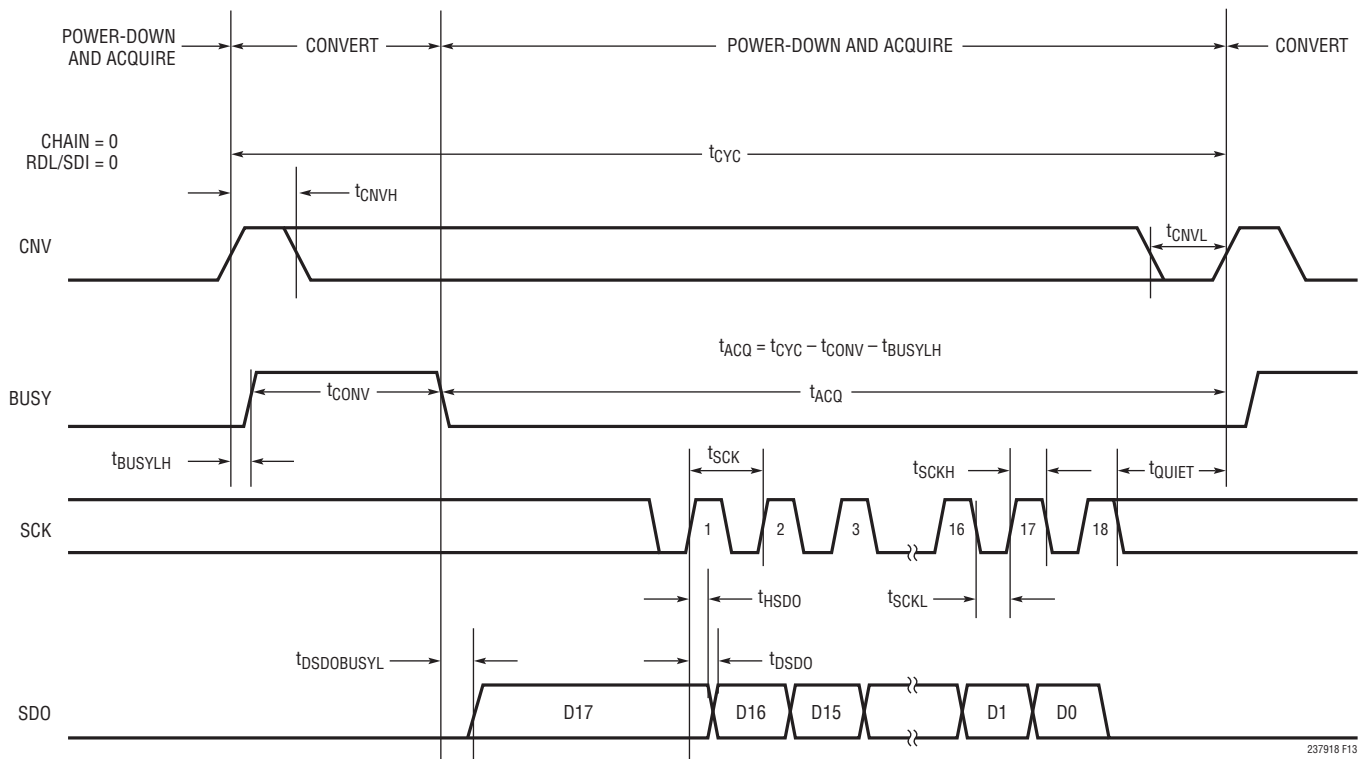 POWER-DOWN
AND ACQUIRE
CONVERT
POWER-DOWN AND ACQUIRE
CONVERT
CHAIN = 0
RDL/SDI = 0
tCYC
tCNVH
CNV
tCNVL
tACQ = tCYC – tCONV – tBUSYLH
BUSY
tCONV
tACQ
tBUSYLH
tSCK
tSCKH
tQUIET
SCK
1
2
3
16
17
18
tHSDO
tSCKL
tDSDOBUSYL
tDSDO
SDO
D17
D16
D15
D1
D0
237918 F13